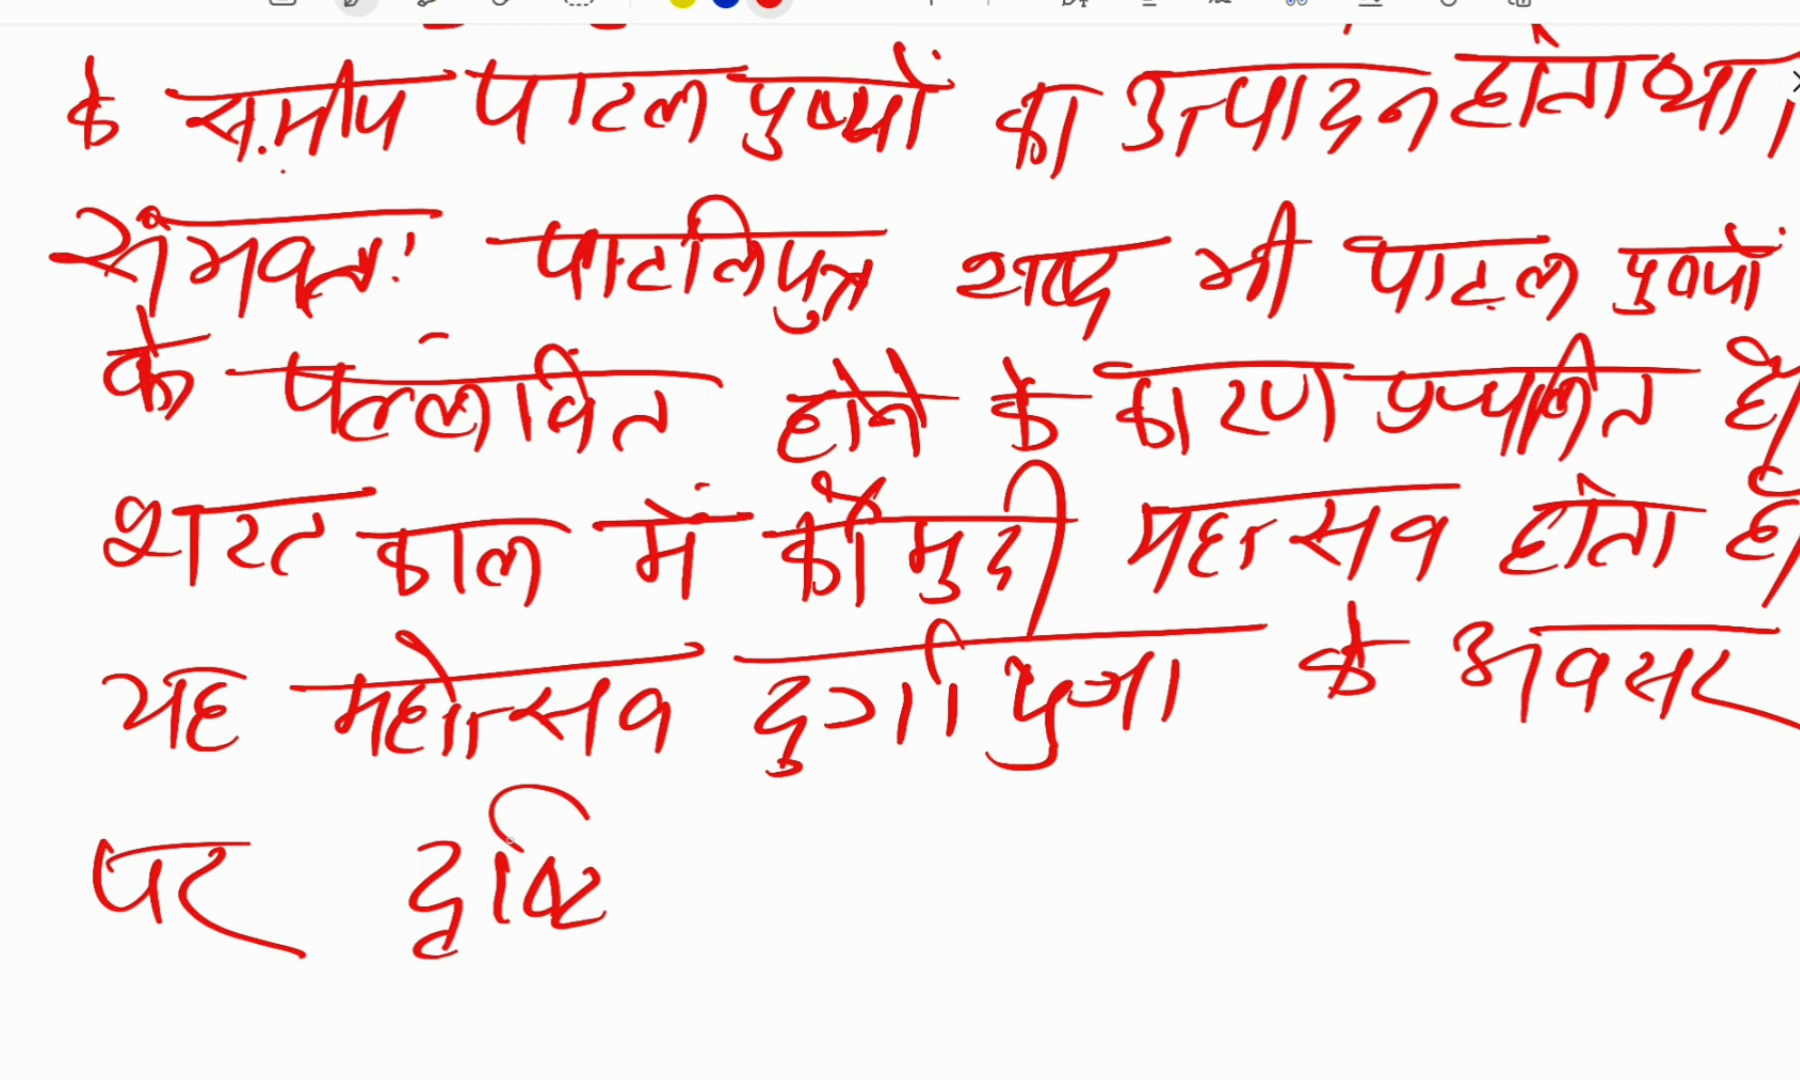 के समीप पाटल पुष्पों का उत्पादन होता था।
संभवतः पाटलिपुत्र शब्द भी पाटल पुष्पों
के पल्लवित होने के कारण प्रचलित है
शरद काल में कौमुदी महोत्सव होता है
यह महोत्सव दुर्गा पुजा के अवसर
पर दृष्टि